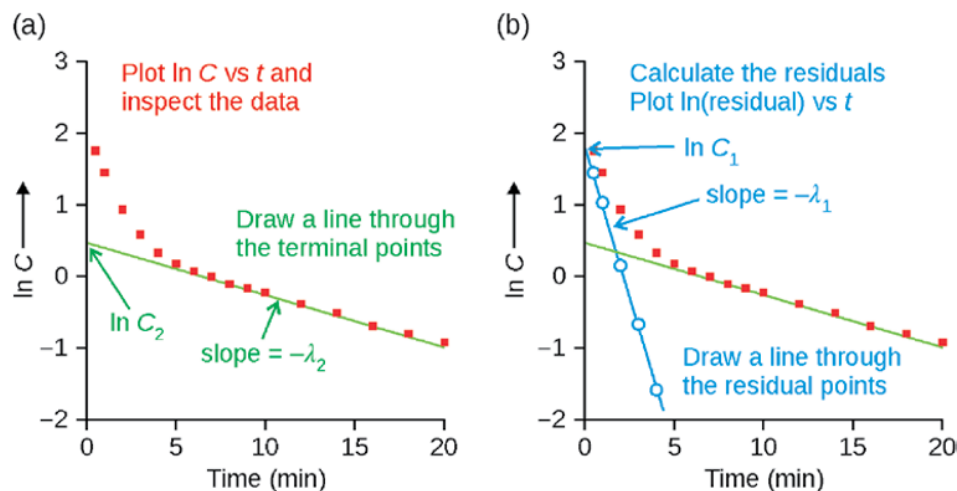 (a)
3
2
1
0
−1
−2
ln C
Plot ln C vs t and
inspect the data
Draw a line through
the terminal points
ln C2
slope = −λ2
0
5
10
15
20
Time (min)
(b)
3
2
1
0
−1
−2
ln C
Calculate the residuals
Plot ln(residual) vs t
ln C1
slope = −λ1
Draw a line through
the residual points
0
5
10
15
20
Time (min)